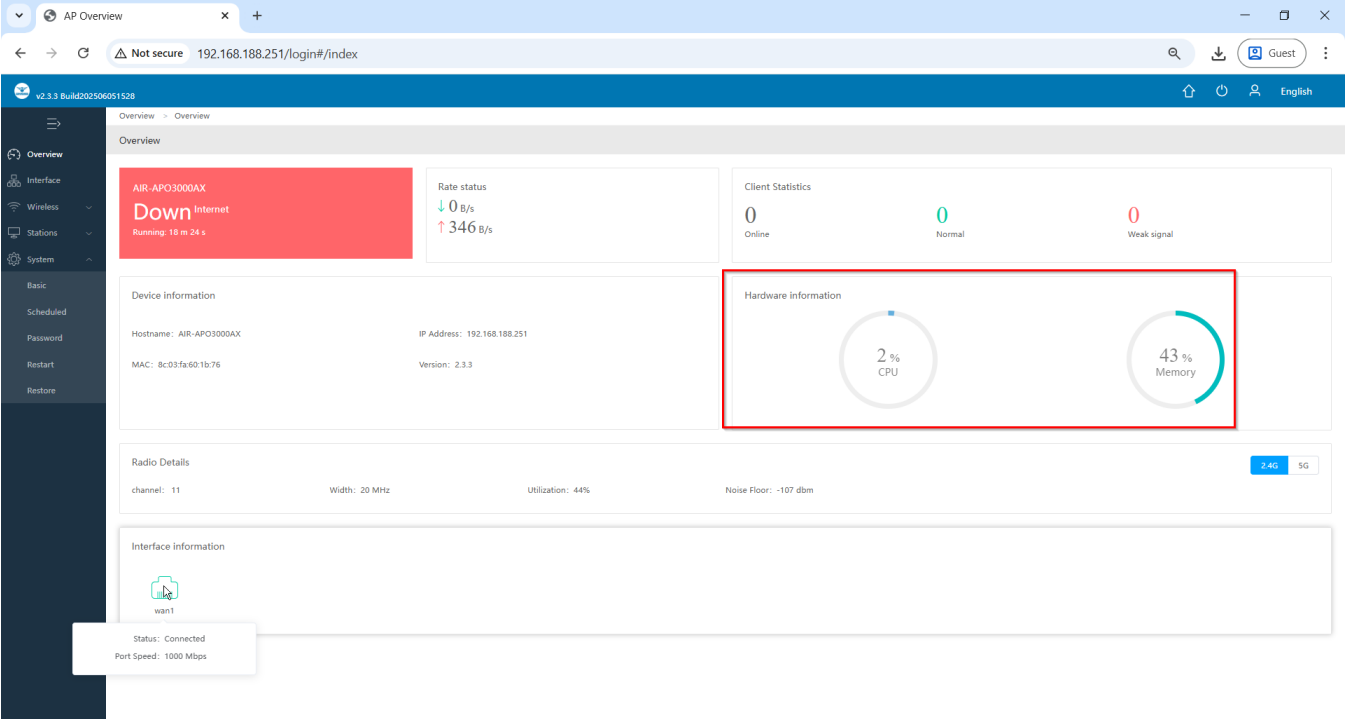 AP Overview
Not secure 192.168.188.251/login#/index Guest
v2.3.3 Build202506051528 English
Overview > Overview
Overview
Overview
Interface
Wireless
Stations
System
Basic
Scheduled
Password
Restart
Restore
AIR-APO3000AX
Down Internet
Running: 18 m 24 s
Rate status
↓ 0 B/s
↑ 346 B/s
Client Statistics
0 0 0
Online Normal Weak signal
Device information
Hostname: AIR-APO3000AX IP Address: 192.168.188.251
MAC: 8c:03:fa:60:1b:76 Version: 2.3.3
Hardware information
2 % 43 %
CPU Memory
Radio Details 2.4G 5G
channel: 11 Width: 20 MHz Utilization: 44% Noise Floor: -107 dbm
Interface information
wan1
Status: Connected
Port Speed: 1000 Mbps